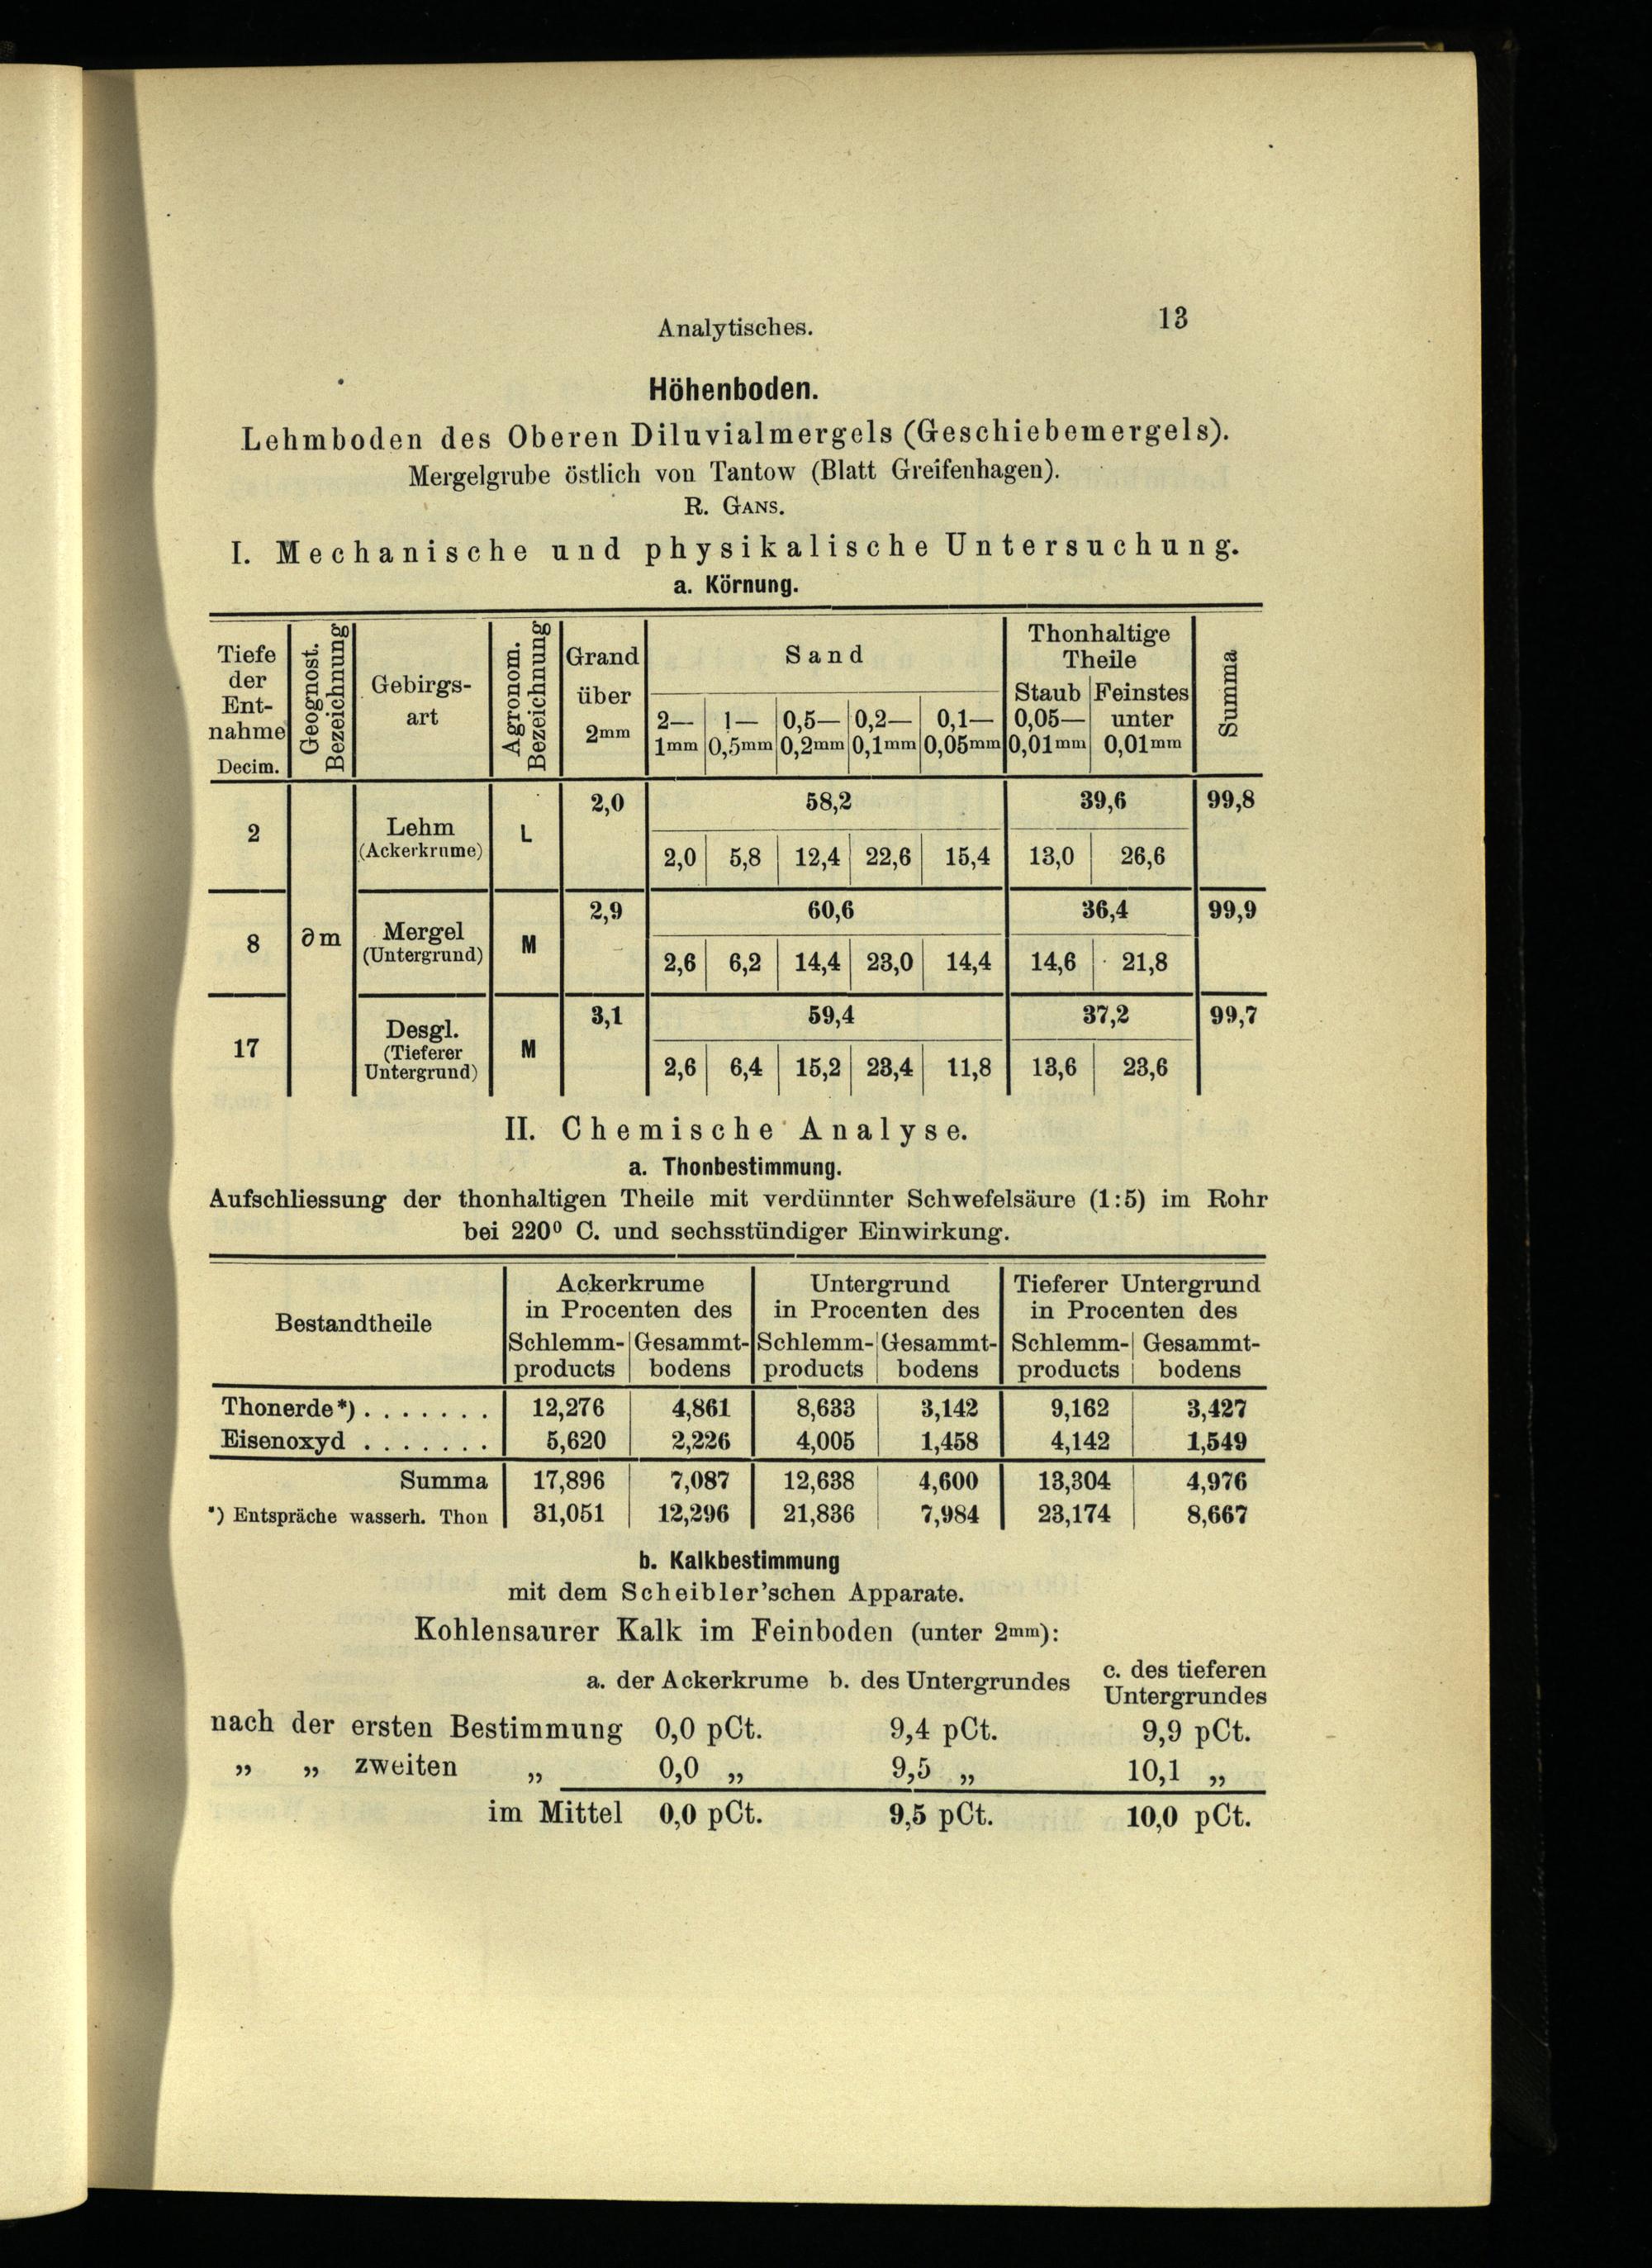 Analytisches.
13
Höhenboden.
Lehmboden des Oberen Diluvialmergels (Geschiebemergels).
Mergelgrube östlich von Tantow (Blatt Greifenhagen).
R. GANS.
I. Mechanische und physikalische Untersuchung.
a. Körnung.
Tiefe der Ent-nahme Decim. | Geognost. Bezeichnung | Gebirgs-art | Agronom. Bezeichnung | Grand über 2mm | Sand | Thonhaltige Theile | Summa
2—1mm | 1—0,5mm | 0,5—0,2mm | 0,2—0,1mm | 0,1—0,05mm | Staub 0,05—0,01mm | Feinstes unter 0,01mm
2 | ∂m | Lehm (Ackerkrume) | L | 2,0 | 58,2 | 39,6 | 99,8
2,0 | 5,8 | 12,4 | 22,6 | 15,4 | 13,0 | 26,6
8 | Mergel (Untergrund) | M | 2,9 | 60,6 | 36,4 | 99,9
2,6 | 6,2 | 14,4 | 23,0 | 14,4 | 14,6 | 21,8
17 | Desgl. (Tieferer Untergrund) | M | 3,1 | 59,4 | 37,2 | 99,7
2,6 | 6,4 | 15,2 | 23,4 | 11,8 | 13,6 | 23,6
II. Chemische Analyse.
a. Thonbestimmung.
Aufschliessung der thonhaltigen Theile mit verdünnter Schwefelsäure (1:5) im Rohr
bei 220⁰ C. und sechsstündiger Einwirkung.
Bestandtheile | Ackerkrume in Procenten des | Untergrund in Procenten des | Tieferer Untergrund in Procenten des
Schlemm-products | Gesammt-bodens | Schlemm-products | Gesammt-bodens | Schlemm-products | Gesammt-bodens
Thonerde*) . . . . . . . | 12,276 | 4,861 | 8,633 | 3,142 | 9,162 | 3,427
Eisenoxyd . . . . . . . | 5,620 | 2,226 | 4,005 | 1,458 | 4,142 | 1,549
Summa | 17,896 | 7,087 | 12,638 | 4,600 | 13,304 | 4,976
*) Entspräche wasserh. Thon | 31,051 | 12,296 | 21,836 | 7,984 | 23,174 | 8,667
b. Kalkbestimmung
mit dem Scheibler'schen Apparate.
Kohlensaurer Kalk im Feinboden (unter 2mm):
a. der Ackerkrume b. des Untergrundes c. des tieferen Untergrundes
nach der ersten Bestimmung 0,0 pCt. 9,4 pCt. 9,9 pCt.
„ „ zweiten „ 0,0 „ 9,5 „ 10,1 „
im Mittel 0,0 pCt. 9,5 pCt. 10,0 pCt.